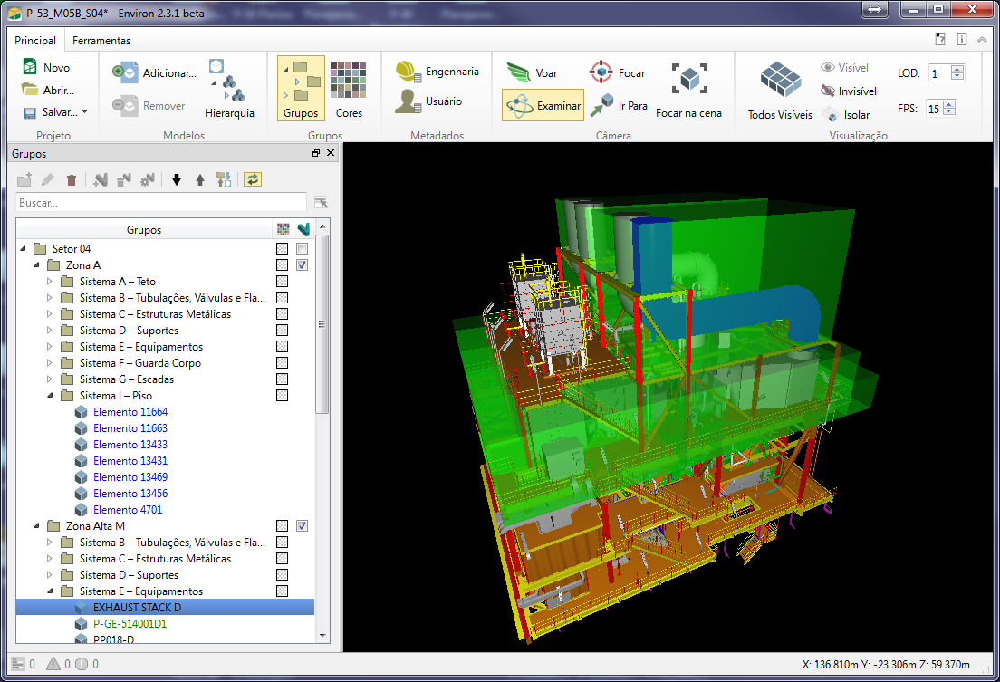 P-53_M05B_S04* - Environ 2.3.1 beta
Principal Ferramentas
Novo
Abrir...
Salvar...
Projeto
Adicionar...
Remover
Hierarquia
Modelos
Grupos
Cores
Grupos
Engenharia
Usuário
Metadados
Voar
Examinar
Focar
Ir Para
Focar na cena
Câmera
Todos Visíveis
Visível
Invisível
Isolar
LOD: 1
FPS: 15
Visualização
Grupos
Buscar...
Grupos
Setor 04
Zona A
Sistema A – Teto
Sistema B – Tubulações, Válvulas e Fla...
Sistema C – Estruturas Metálicas
Sistema D – Suportes
Sistema E – Equipamentos
Sistema F – Guarda Corpo
Sistema G – Escadas
Sistema I – Piso
Elemento 11664
Elemento 11663
Elemento 13433
Elemento 13431
Elemento 13469
Elemento 13456
Elemento 4701
Zona Alta M
Sistema B – Tubulações, Válvulas e Fla...
Sistema C – Estruturas Metálicas
Sistema D – Suportes
Sistema E – Equipamentos
EXHAUST STACK D
P-GE-514001D1
PP018-D
0 0 0
X: 136.810m Y: -23.306m Z: 59.370m